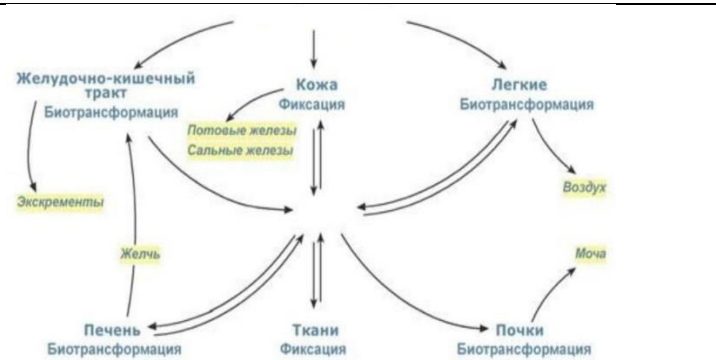 Желудочно-кишечный
тракт
Биотрансформация
Кожа
Фиксация
Легкие
Биотрансформация
Потовые железы
Сальные железы
Экскременты
Воздух
Желчь
Моча
Печень
Биотрансформация
Ткани
Фиксация
Почки
Биотрансформация